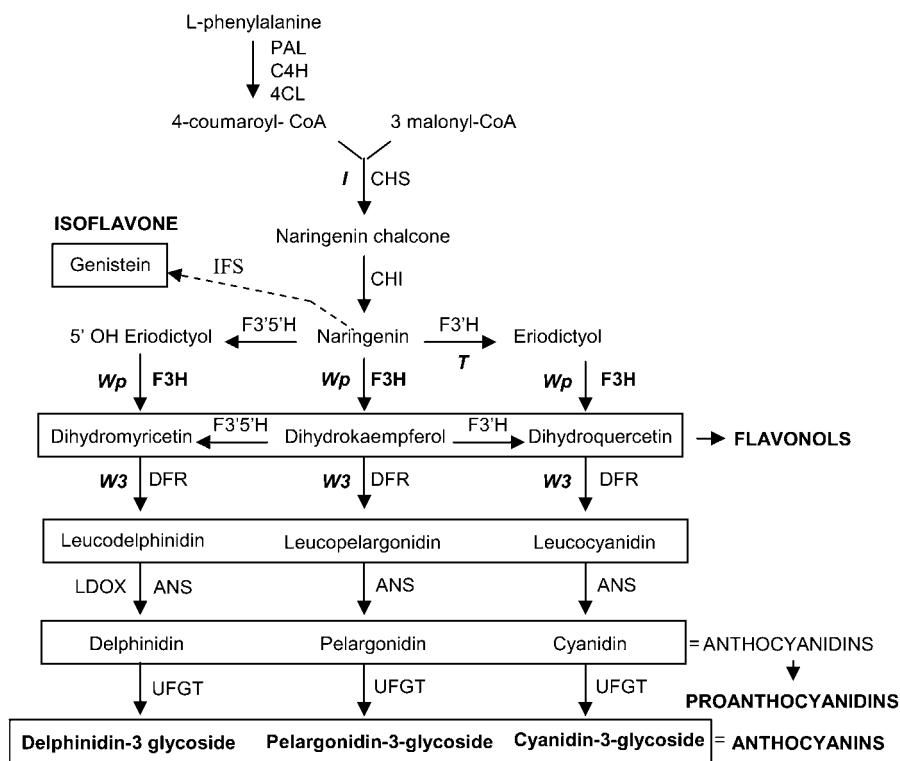 L-phenylalanine
PAL
C4H
4CL
4-coumaroyl- CoA 3 malonyl-CoA
I CHS
ISOFLAVONE
Naringenin chalcone
Genistein IFS
CHI
5' OH Eriodictyol F3'5'H Naringenin F3'H Eriodictyol
T
Wp F3H Wp F3H Wp F3H
Dihydromyricetin F3'5'H Dihydrokaempferol F3'H Dihydroquercetin FLAVONOLS
W3 DFR W3 DFR W3 DFR
Leucodelphinidin Leucopelargonidin Leucocyanidin
LDOX ANS ANS ANS
Delphinidin Pelargonidin Cyanidin = ANTHOCYANIDINS
UFGT UFGT UFGT
PROANTHOCYANIDINS
Delphinidin-3 glycoside Pelargonidin-3-glycoside Cyanidin-3-glycoside = ANTHOCYANINS